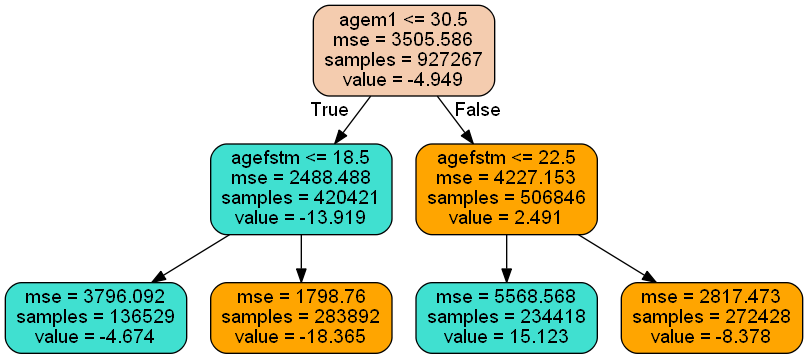 agem1 <= 30.5
mse = 3505.586
samples = 927267
value = -4.949
True
False
agefstm <= 18.5
mse = 2488.488
samples = 420421
value = -13.919
agefstm <= 22.5
mse = 4227.153
samples = 506846
value = 2.491
mse = 3796.092
samples = 136529
value = -4.674
mse = 1798.76
samples = 283892
value = -18.365
mse = 5568.568
samples = 234418
value = 15.123
mse = 2817.473
samples = 272428
value = -8.378